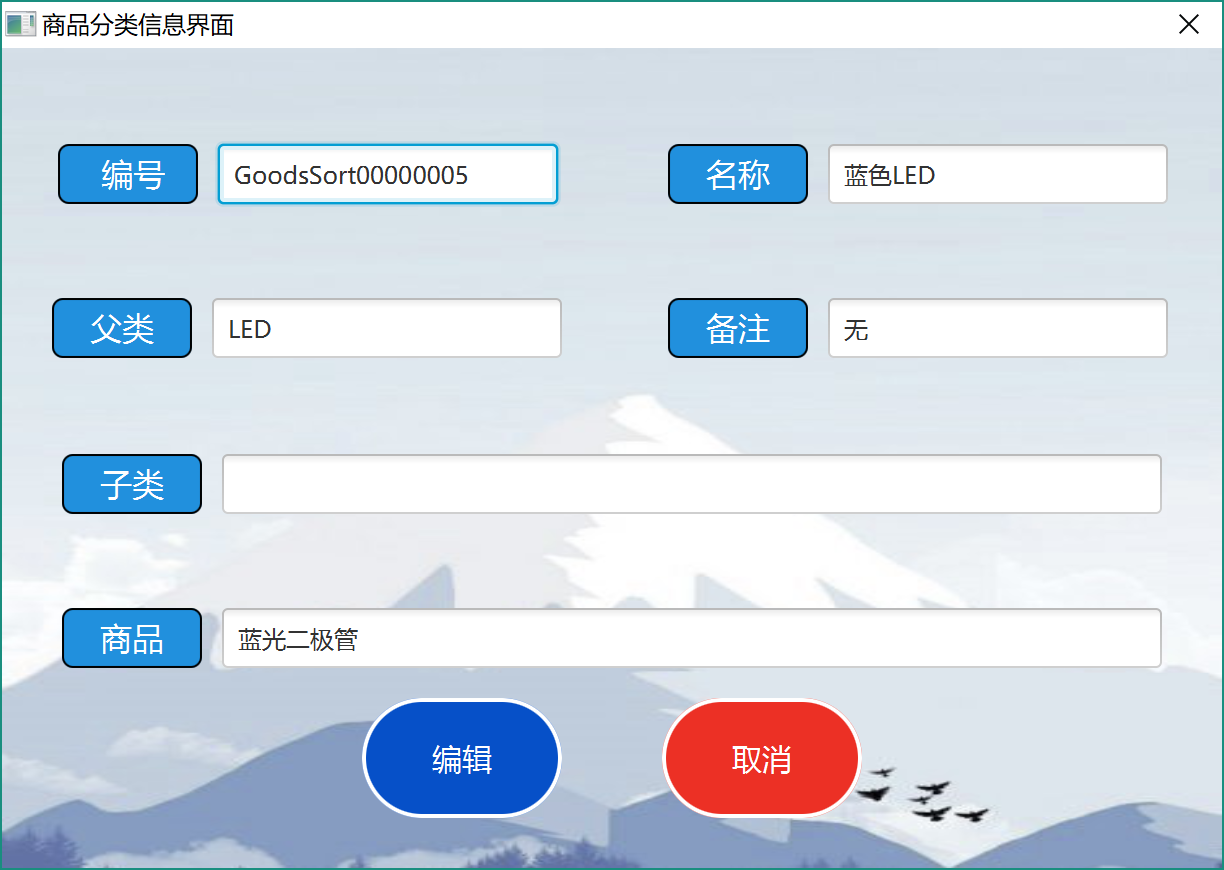 商品分类信息界面
编号 GoodsSort00000005 名称 蓝色LED
父类 LED 备注 无
子类
商品 蓝光二极管
编辑 取消